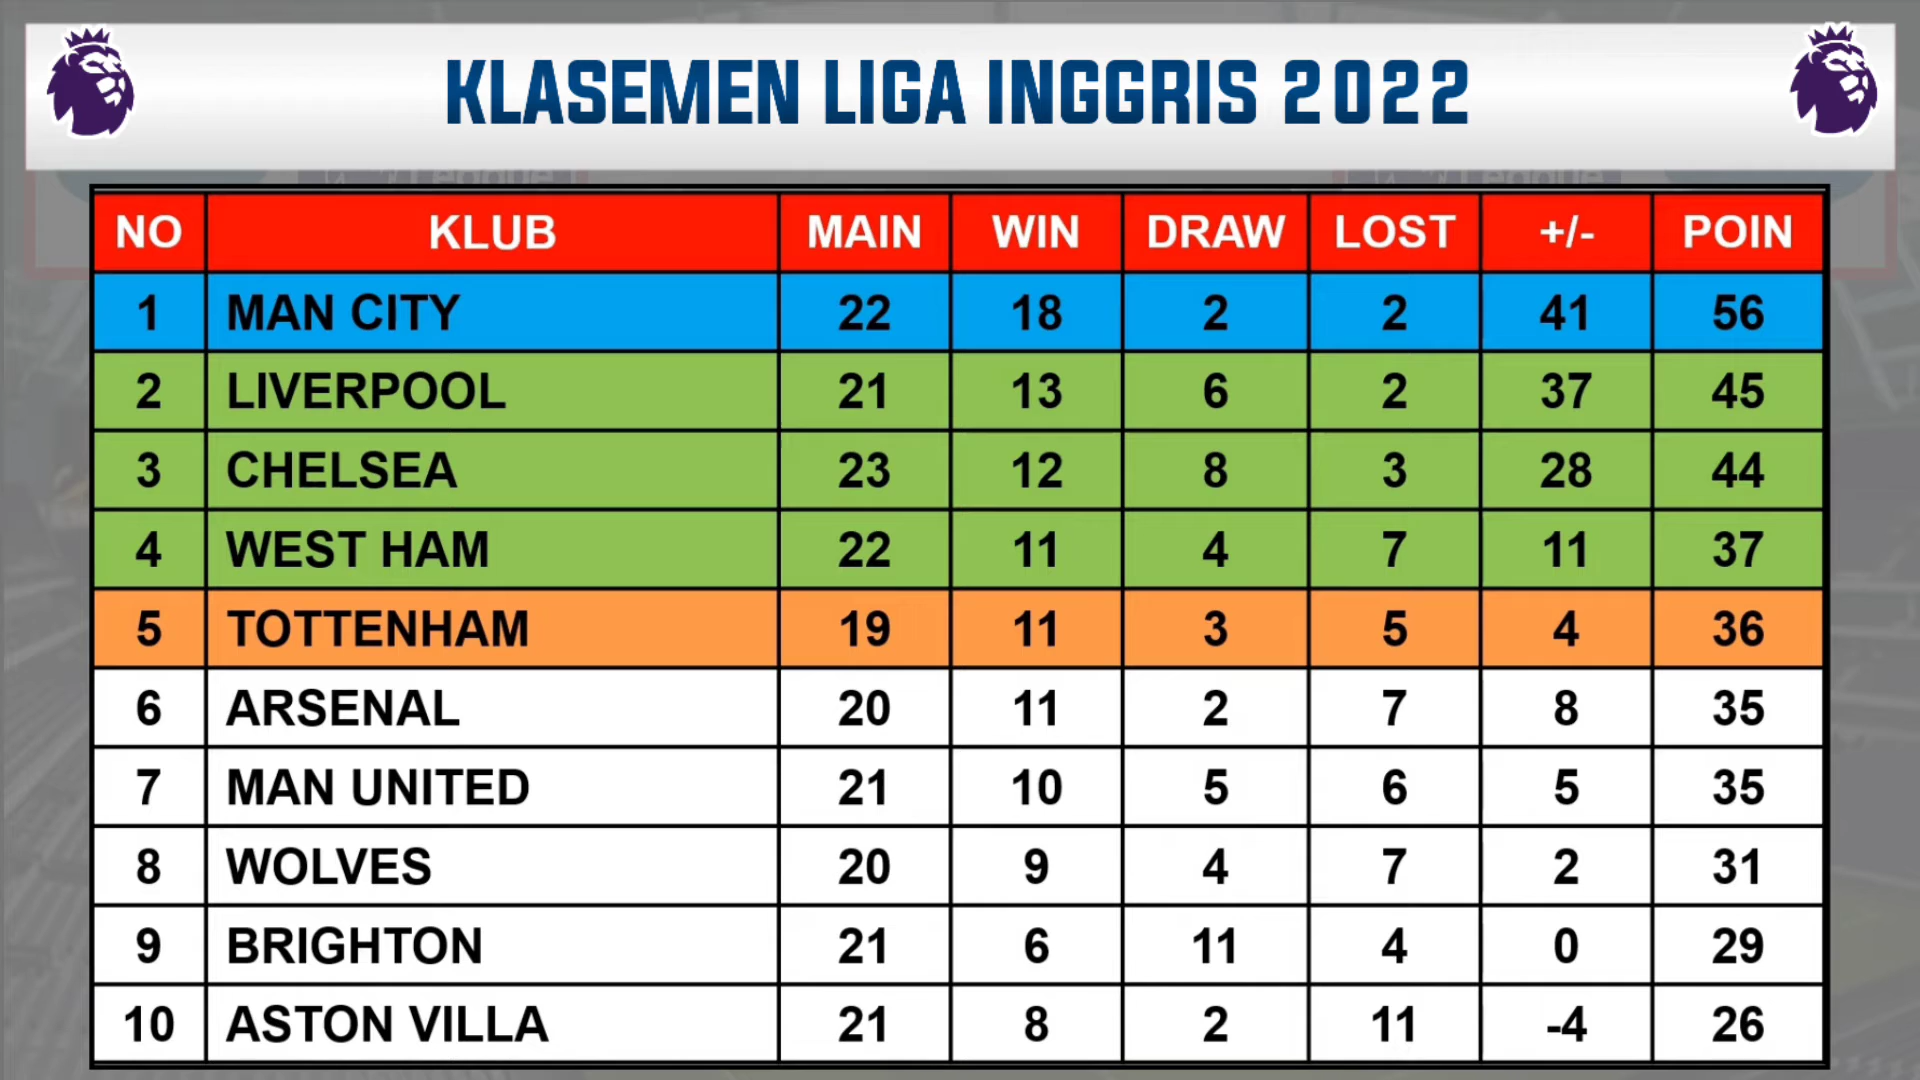 KLASEMEN LIGA INGGRIS 2022
NO KLUB MAIN WIN DRAW LOST +/- POIN
1 MAN CITY 22 18 2 2 41 56
2 LIVERPOOL 21 13 6 2 37 45
3 CHELSEA 23 12 8 3 28 44
4 WEST HAM 22 11 4 7 11 37
5 TOTTENHAM 19 11 3 5 4 36
6 ARSENAL 20 11 2 7 8 35
7 MAN UNITED 21 10 5 6 5 35
8 WOLVES 20 9 4 7 2 31
9 BRIGHTON 21 6 11 4 0 29
10 ASTON VILLA 21 8 2 11 -4 26